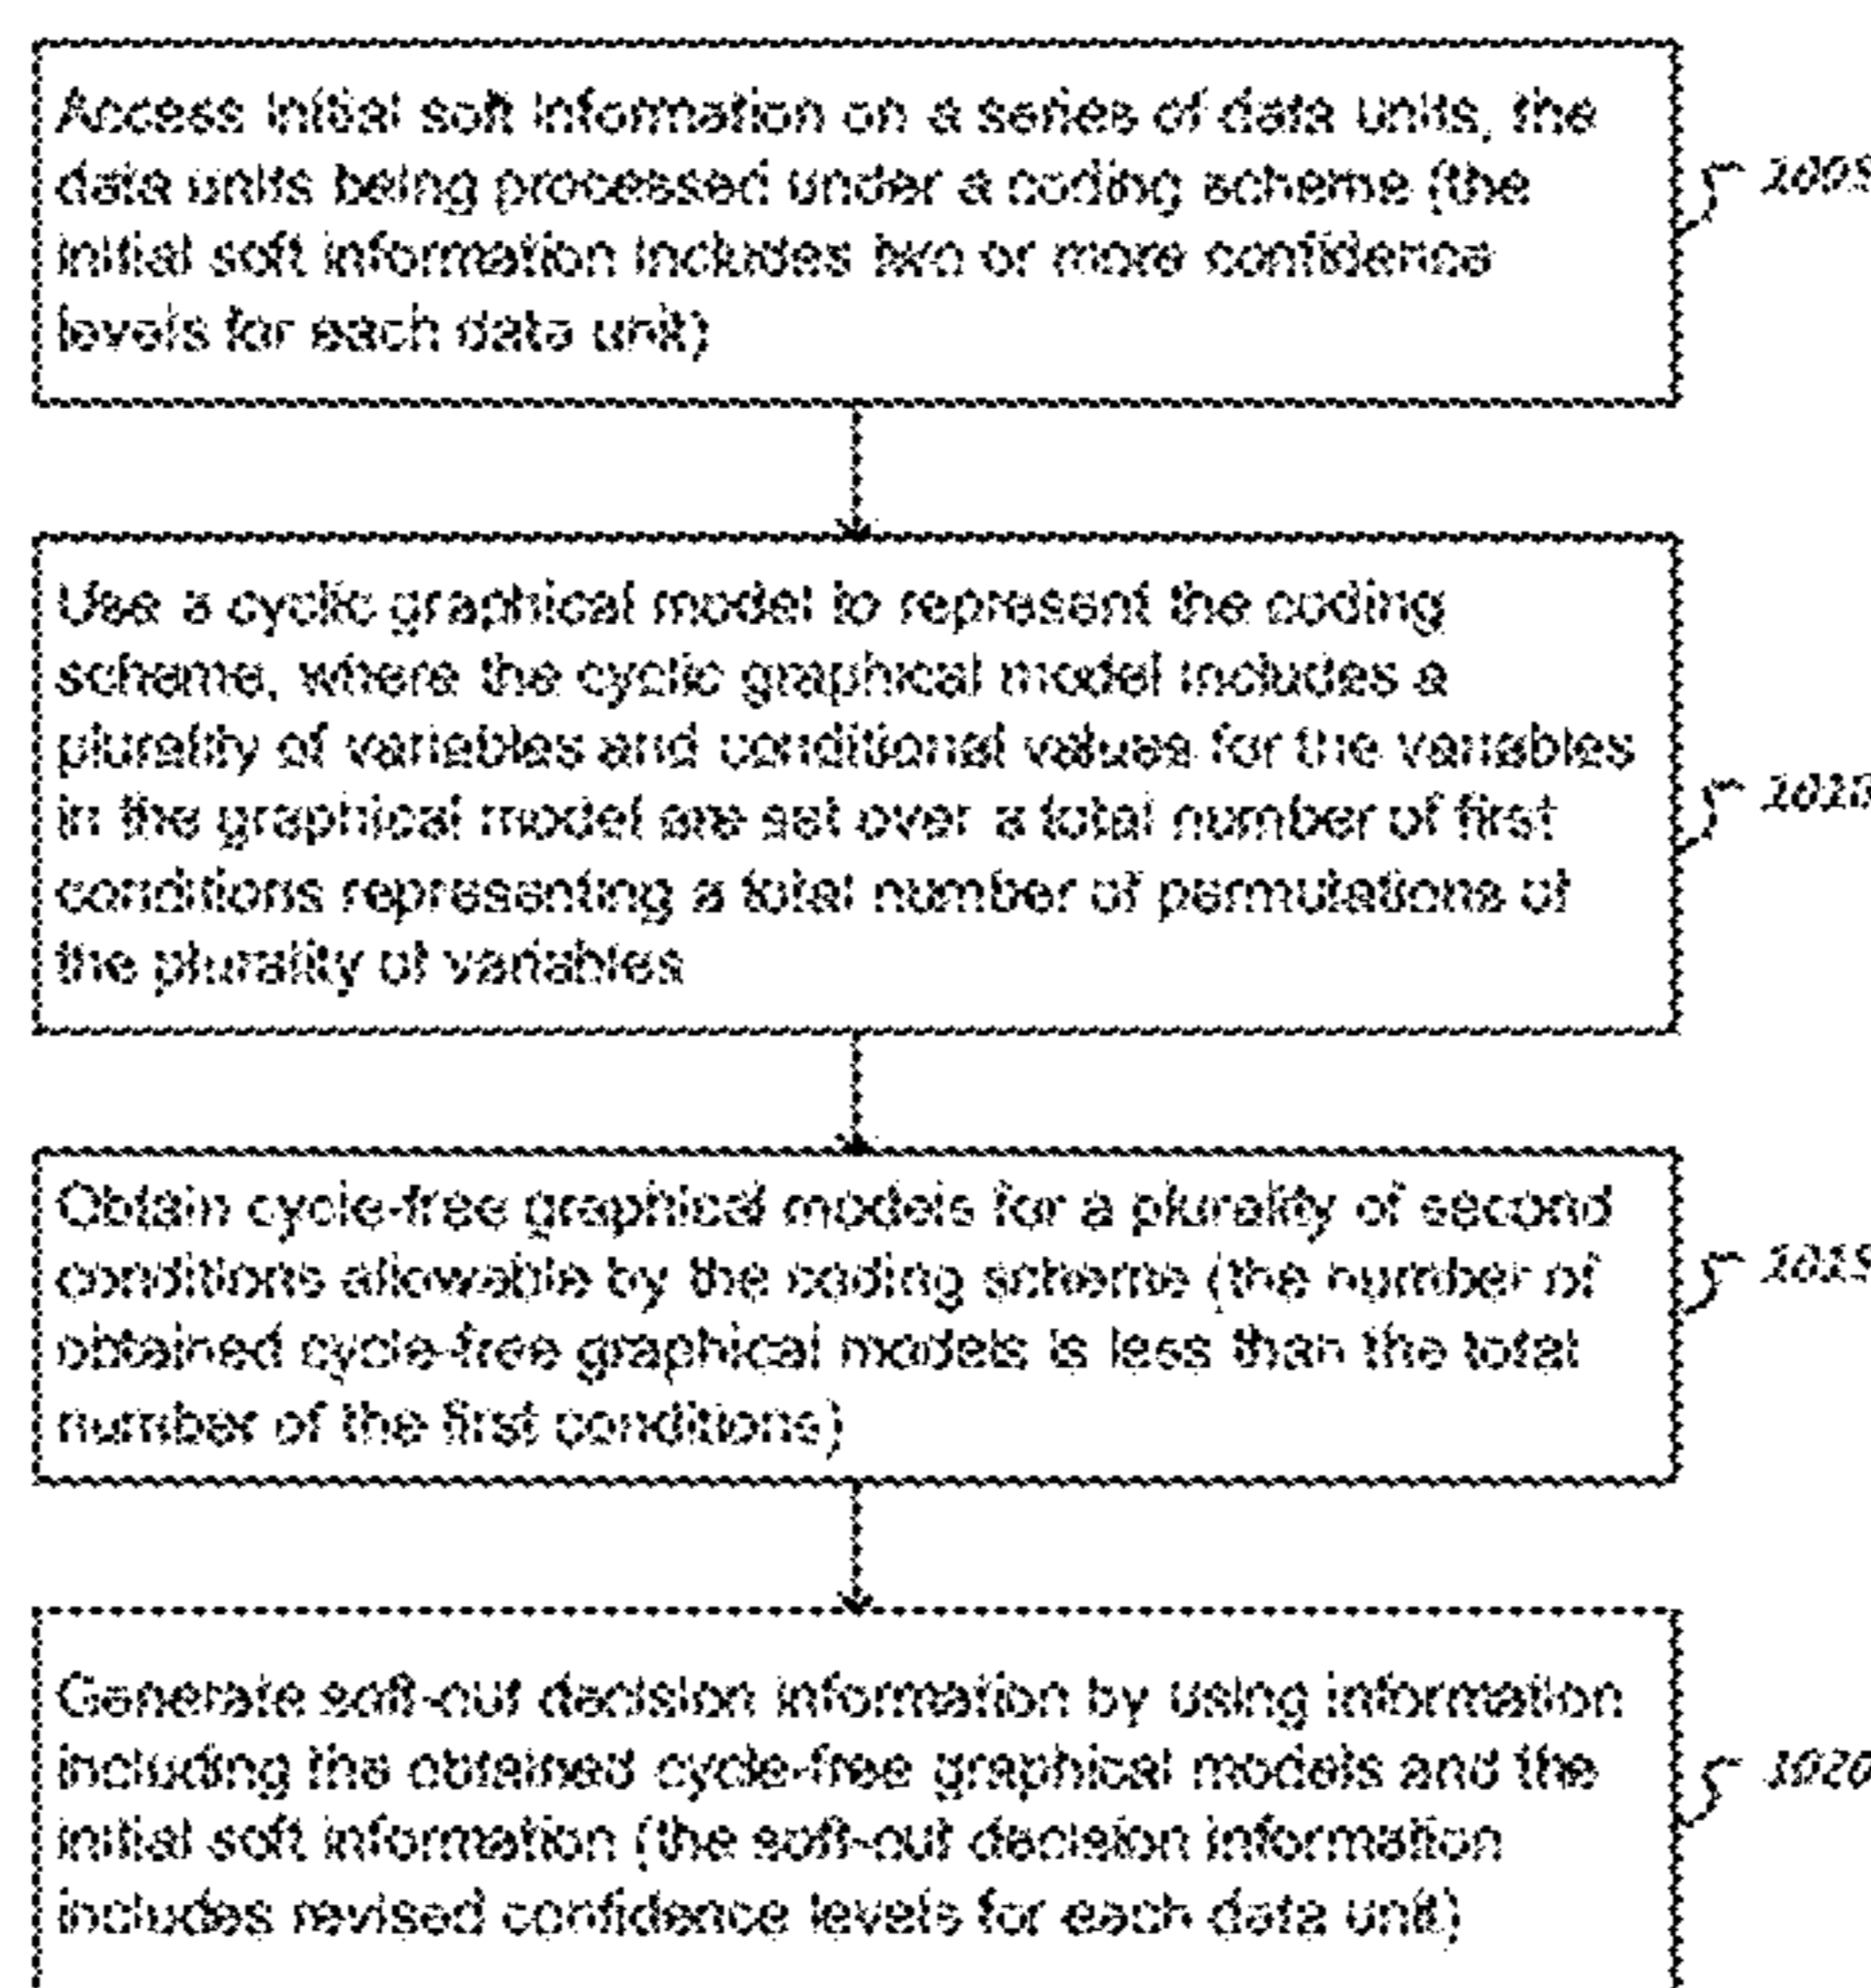 Access initial soft information on a series of data units, the
data units being processed under a coding scheme (the
initial soft information includes two or more confidence
levels for each data unit)
1005
Use a cyclic graphical model to represent the coding
scheme, where the cyclic graphical model includes a
plurality of variables and conditional values for the variables
in the graphical model are set over a total number of first
conditions representing a total number of permutations of
the plurality of variables
1010
Obtain cycle-free graphical models for a plurality of second
conditions allowable by the coding scheme (the number of
obtained cycle-free graphical models is less than the total
number of the first conditions)
1015
Generate soft-out decision information by using information
including the obtained cycle-free graphical models and the
initial soft information (the soft-out decision information
includes revised confidence levels for each data unit)
1020